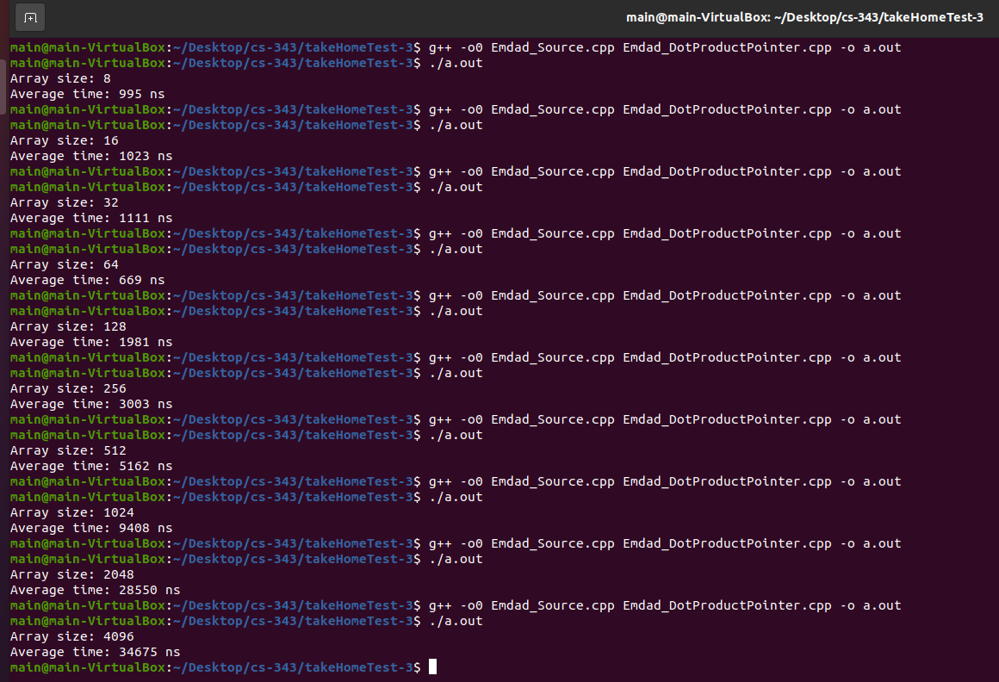 main@main-VirtualBox: ~/Desktop/cs-343/takeHomeTest-3
main@main-VirtualBox:~/Desktop/cs-343/takeHomeTest-3$ g++ -o0 Emdad_Source.cpp Emdad_DotProductPointer.cpp -o a.out
main@main-VirtualBox:~/Desktop/cs-343/takeHomeTest-3$ ./a.out
Array size: 8
Average time: 995 ns
main@main-VirtualBox:~/Desktop/cs-343/takeHomeTest-3$ g++ -o0 Emdad_Source.cpp Emdad_DotProductPointer.cpp -o a.out
main@main-VirtualBox:~/Desktop/cs-343/takeHomeTest-3$ ./a.out
Array size: 16
Average time: 1023 ns
main@main-VirtualBox:~/Desktop/cs-343/takeHomeTest-3$ g++ -o0 Emdad_Source.cpp Emdad_DotProductPointer.cpp -o a.out
main@main-VirtualBox:~/Desktop/cs-343/takeHomeTest-3$ ./a.out
Array size: 32
Average time: 1111 ns
main@main-VirtualBox:~/Desktop/cs-343/takeHomeTest-3$ g++ -o0 Emdad_Source.cpp Emdad_DotProductPointer.cpp -o a.out
main@main-VirtualBox:~/Desktop/cs-343/takeHomeTest-3$ ./a.out
Array size: 64
Average time: 669 ns
main@main-VirtualBox:~/Desktop/cs-343/takeHomeTest-3$ g++ -o0 Emdad_Source.cpp Emdad_DotProductPointer.cpp -o a.out
main@main-VirtualBox:~/Desktop/cs-343/takeHomeTest-3$ ./a.out
Array size: 128
Average time: 1981 ns
main@main-VirtualBox:~/Desktop/cs-343/takeHomeTest-3$ g++ -o0 Emdad_Source.cpp Emdad_DotProductPointer.cpp -o a.out
main@main-VirtualBox:~/Desktop/cs-343/takeHomeTest-3$ ./a.out
Array size: 256
Average time: 3003 ns
main@main-VirtualBox:~/Desktop/cs-343/takeHomeTest-3$ g++ -o0 Emdad_Source.cpp Emdad_DotProductPointer.cpp -o a.out
main@main-VirtualBox:~/Desktop/cs-343/takeHomeTest-3$ ./a.out
Array size: 512
Average time: 5162 ns
main@main-VirtualBox:~/Desktop/cs-343/takeHomeTest-3$ g++ -o0 Emdad_Source.cpp Emdad_DotProductPointer.cpp -o a.out
main@main-VirtualBox:~/Desktop/cs-343/takeHomeTest-3$ ./a.out
Array size: 1024
Average time: 9408 ns
main@main-VirtualBox:~/Desktop/cs-343/takeHomeTest-3$ g++ -o0 Emdad_Source.cpp Emdad_DotProductPointer.cpp -o a.out
main@main-VirtualBox:~/Desktop/cs-343/takeHomeTest-3$ ./a.out
Array size: 2048
Average time: 28550 ns
main@main-VirtualBox:~/Desktop/cs-343/takeHomeTest-3$ g++ -o0 Emdad_Source.cpp Emdad_DotProductPointer.cpp -o a.out
main@main-VirtualBox:~/Desktop/cs-343/takeHomeTest-3$ ./a.out
Array size: 4096
Average time: 34675 ns
main@main-VirtualBox:~/Desktop/cs-343/takeHomeTest-3$